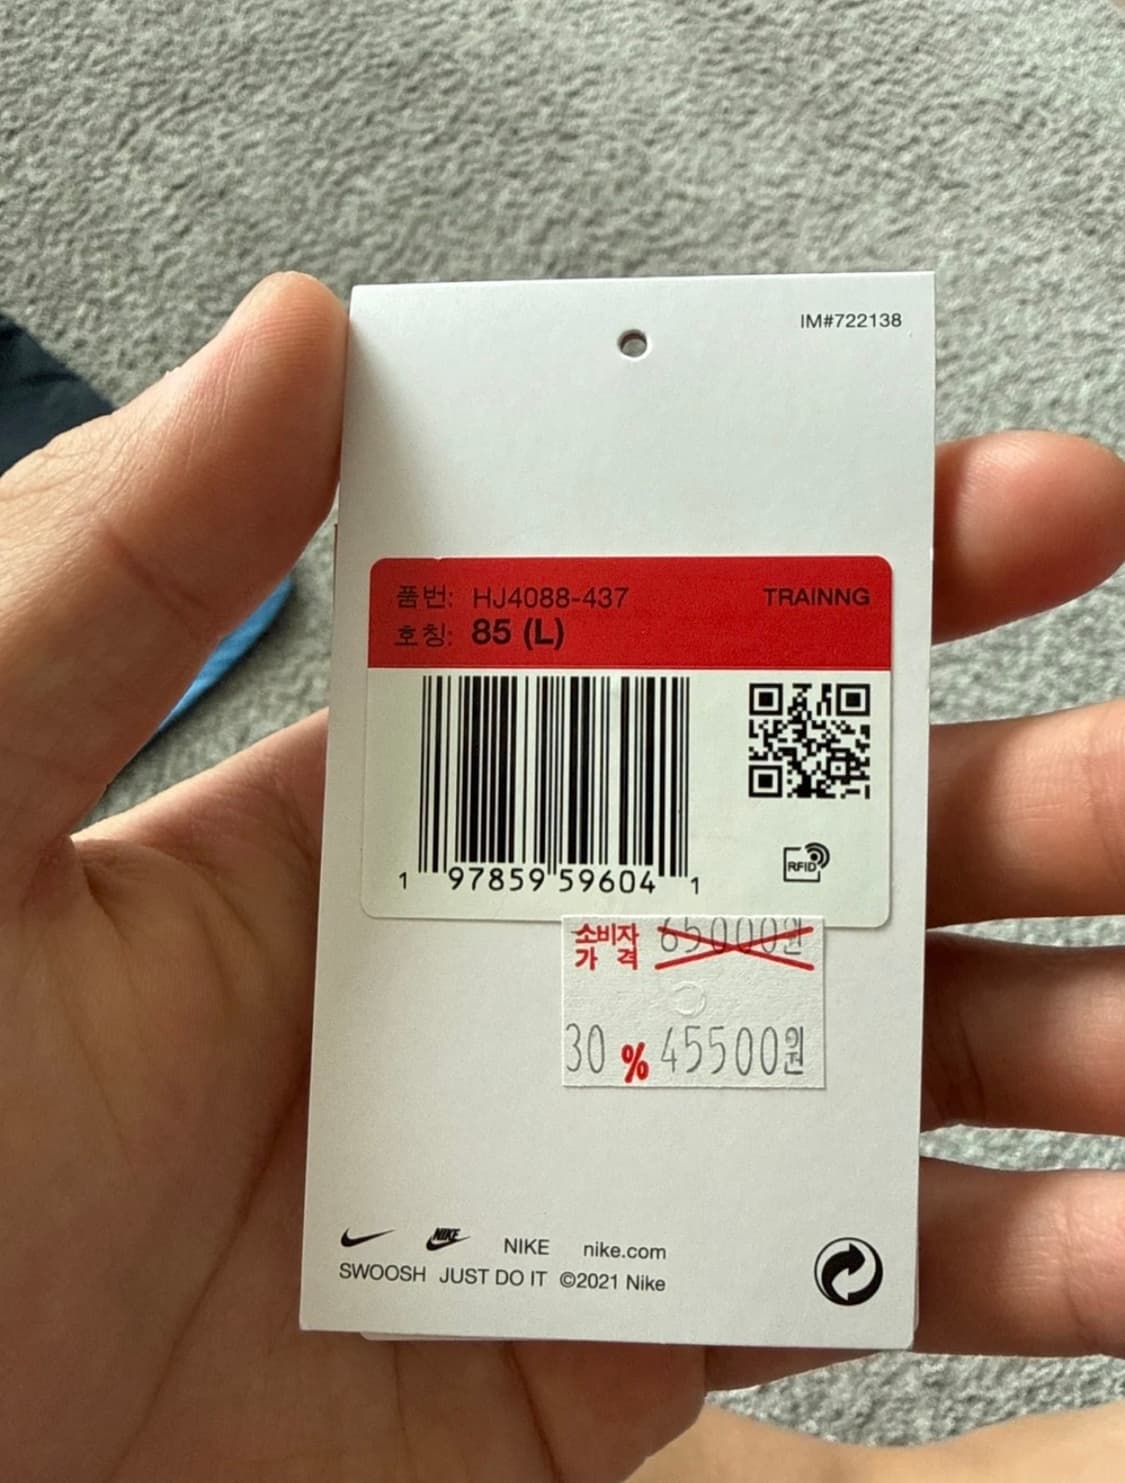 IM#722138
품번: HJ4088-437 TRAINNG
호칭: 85 (L)
RFID
1 97859 59604 1
소비자 65000원
가 격
30 % 45500원
NIKE NIKE nike.com
SWOOSH JUST DO IT ©2021 Nike